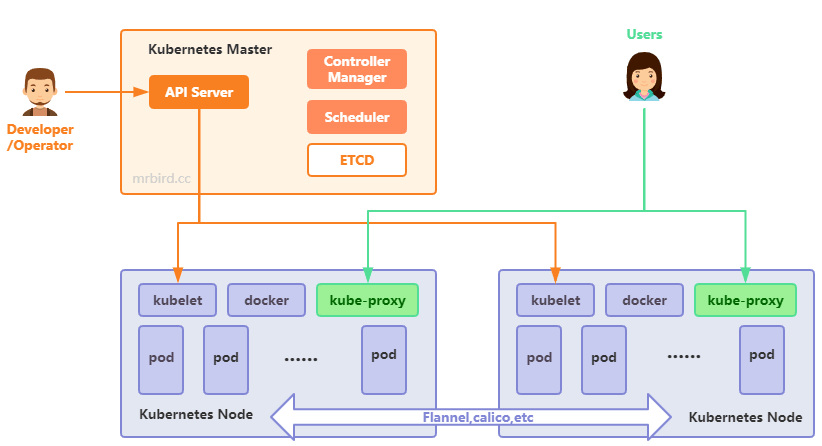 Users
Kubernetes Master
Controller
Manager
API Server
Scheduler
Developer
/Operator
ETCD
mrbird.cc
kubelet
docker
kube-proxy
pod
pod
......
pod
Kubernetes Node
kubelet
docker
kube-proxy
pod
pod
......
pod
Kubernetes Node
Flannel,calico,etc